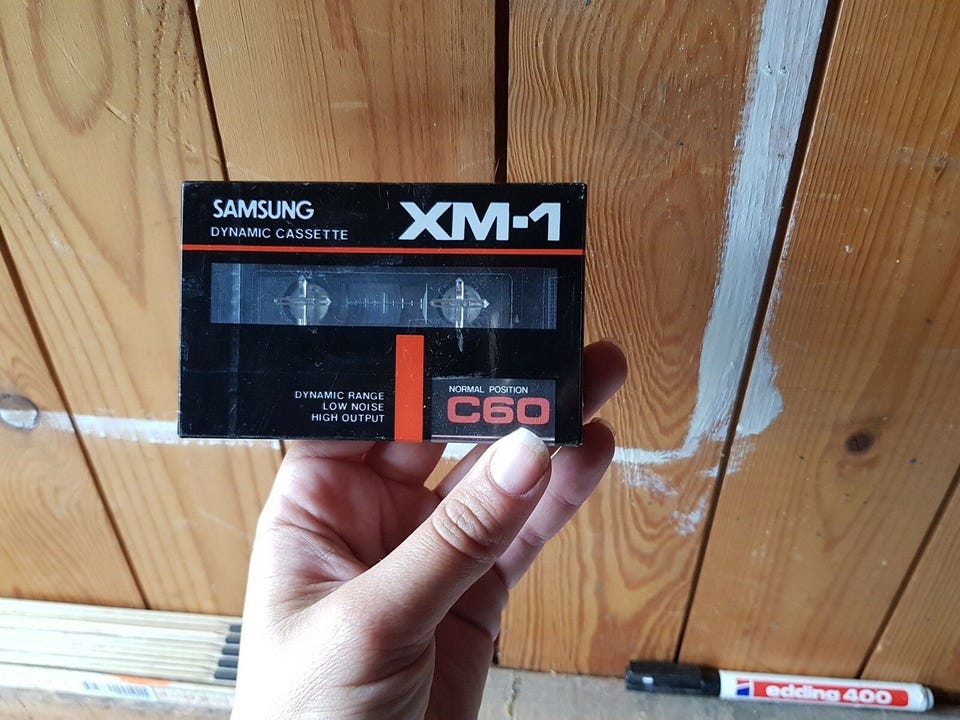 SAMSUNG
XM-1
DYNAMIC CASSETTE
DYNAMIC RANGE
LOW NOISE
HIGH OUTPUT
NORMAL POSITION
C60
edding 400